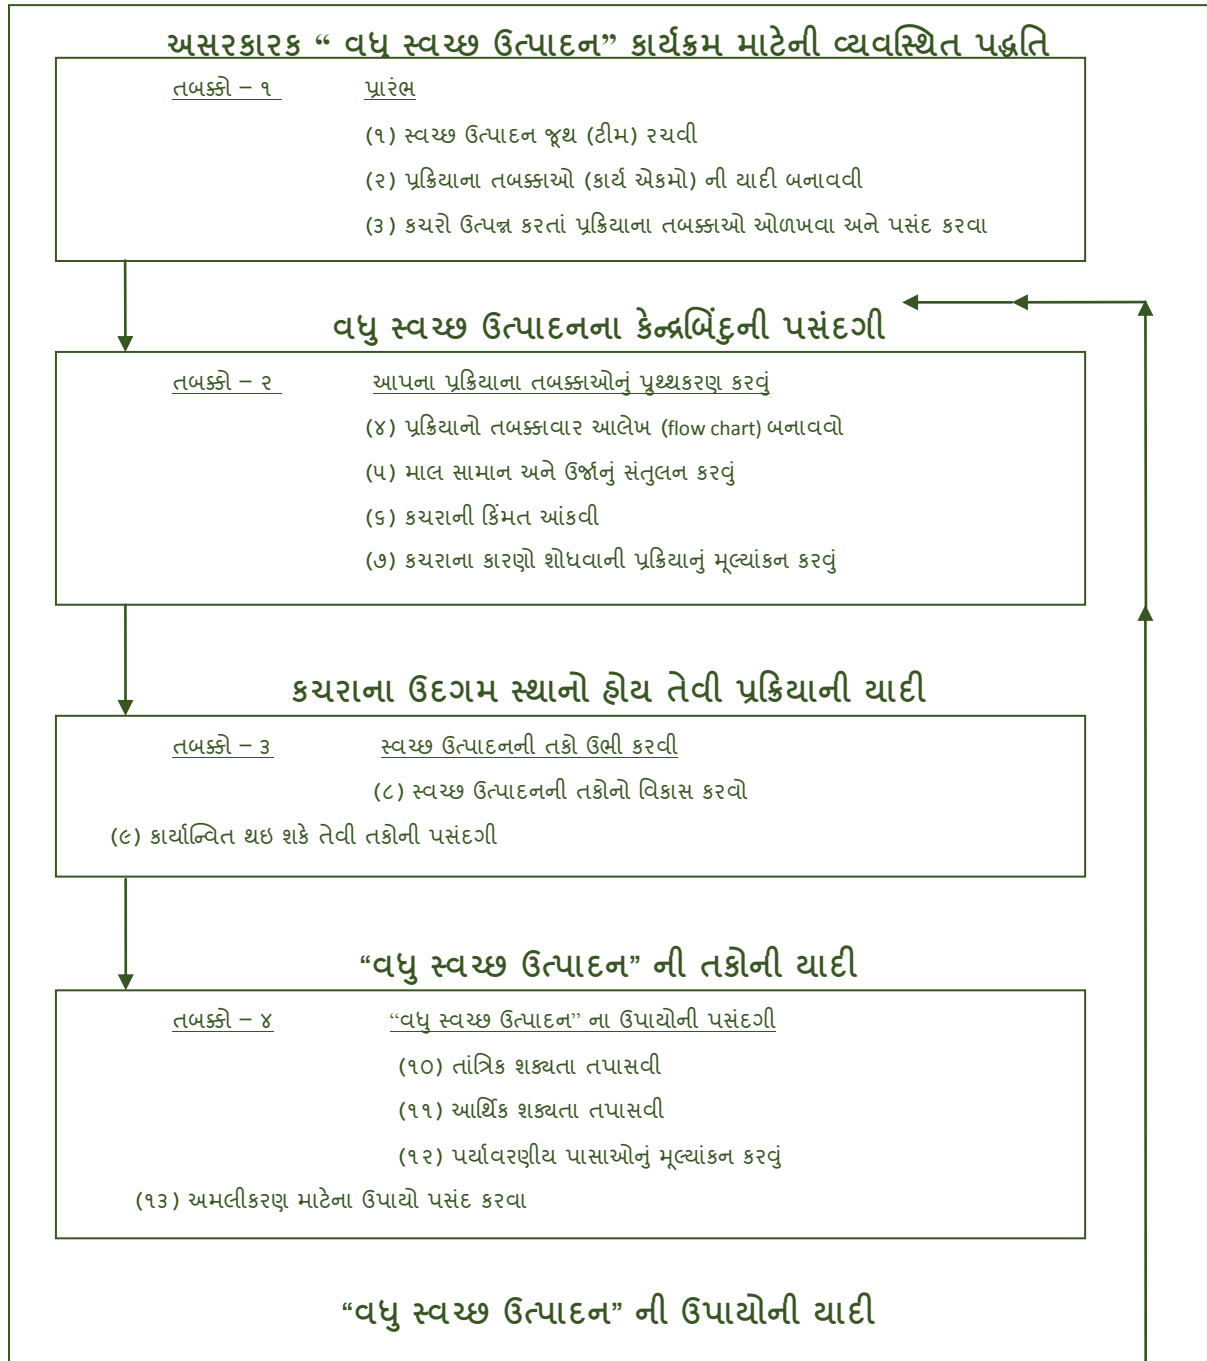 અસરકારક “ વધુ સ્વચ્છ ઉત્પાદન” કાર્યક્રમ માટેની વ્યવસ્થિત પદ્ધતિ
તબક્કો – ૧ પ્રારંભ
(૧) સ્વચ્છ ઉત્પાદન જૂથ (ટીમ) રચવી
(૨) પ્રક્રિયાના તબક્કાઓ (કાર્ય એકમો) ની યાદી બનાવવી
(૩) કચરો ઉત્પન્ન કરતાં પ્રક્રિયાના તબક્કાઓ ઓળખવા અને પસંદ કરવા
વધુ સ્વચ્છ ઉત્પાદનના કેન્દ્રબિંદુની પસંદગી
તબક્કો – ૨ આપના પ્રક્રિયાના તબક્કાઓનું પ્રુથ્થકરણ કરવું
(૪) પ્રક્રિયાનો તબક્કાવાર આલેખ (flow chart) બનાવવો
(૫) માલ સામાન અને ઉર્જાનું સંતુલન કરવું
(૬) કચરાની કિંમત આંકવી
(૭) કચરાના કારણો શોધવાની પ્રક્રિયાનું મૂલ્યાંકન કરવું
કચરાના ઉદગમ સ્થાનો હોય તેવી પ્રક્રિયાની યાદી
તબક્કો – ૩ સ્વચ્છ ઉત્પાદનની તકો ઉભી કરવી
(૮) સ્વચ્છ ઉત્પાદનની તકોનો વિકાસ કરવો
(૯) કાર્યાન્વિત થઇ શકે તેવી તકોની પસંદગી
“વધુ સ્વચ્છ ઉત્પાદન” ની તકોની યાદી
તબક્કો – ૪ “વધુ સ્વચ્છ ઉત્પાદન” ના ઉપાયોની પસંદગી
(૧૦) તાંત્રિક શક્યતા તપાસવી
(૧૧) આર્થિક શક્યતા તપાસવી
(૧૨) પર્યાવરણીય પાસાઓનું મૂલ્યાંકન કરવું
(૧૩) અમલીકરણ માટેના ઉપાયો પસંદ કરવા
“વધુ સ્વચ્છ ઉત્પાદન” ની ઉપાયોની યાદી